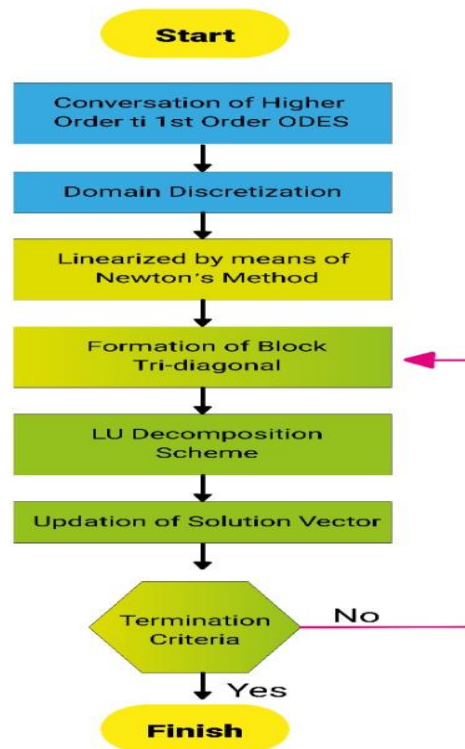 Start
Conversation of Higher
Order ti 1st Order ODES
Domain Discretization
Linearized by means of
Newton's Method
Formation of Block
Tri-diagonal
LU Decomposition
Scheme
Updation of Solution Vector
Termination
Criteria
No
Yes
Finish